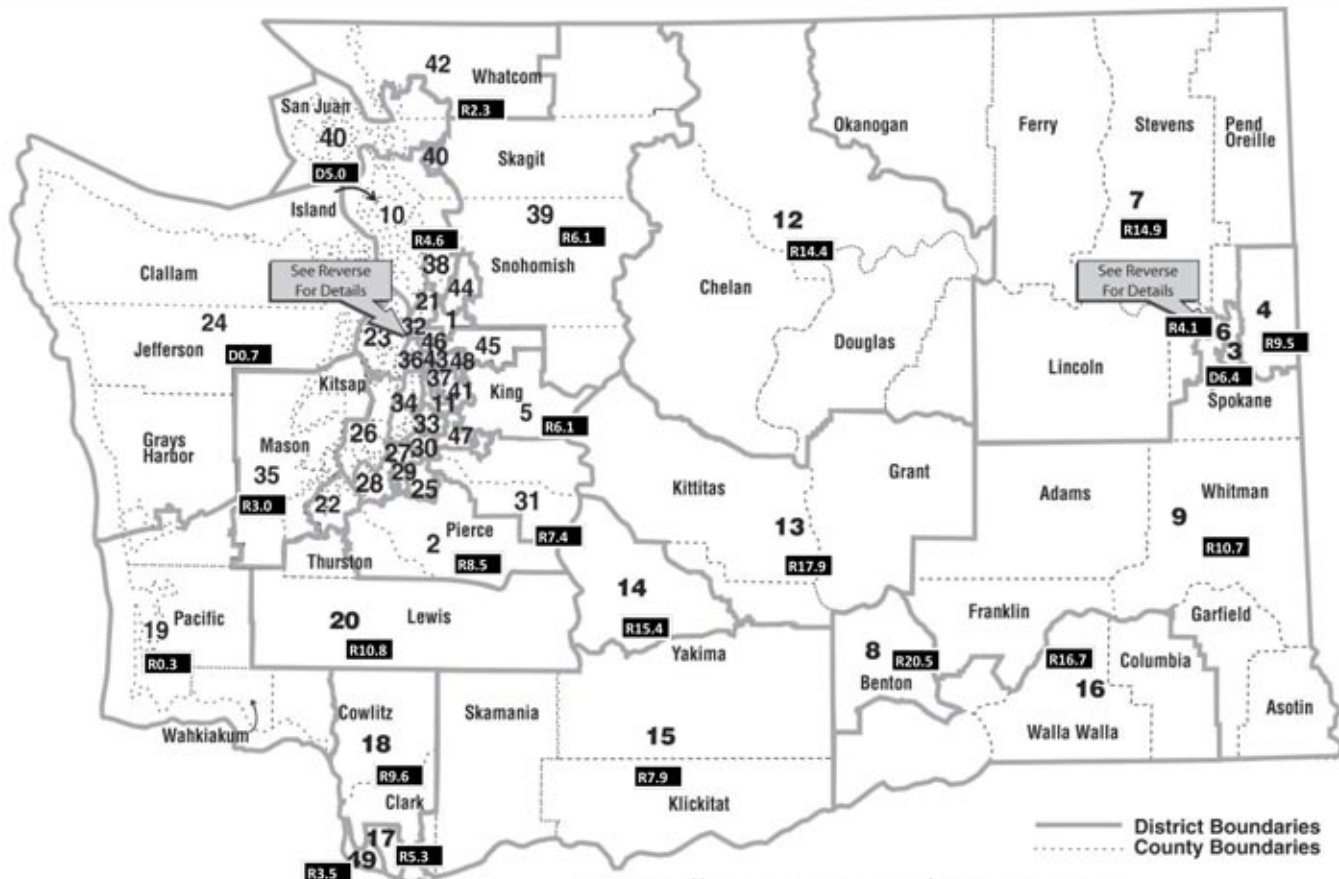 42
Whatcom
R2.3
San Juan
40
D5.0
40
Skagit
Okanogan
Ferry
Stevens
Pend
Oreille
Island
10
39
R6.1
R4.6
12
R14.4
7
R14.9
See Reverse
For Details
38
Snohomish
44
Clallam
21
Chelan
See Reverse
For Details
24
Jefferson
D0.7
32
1
23
46
45
36
43
48
R4.1
6
4
R9.5
3
D6.4
Spokane
Douglas
Lincoln
Kitsap
37
King
41
34
11
5
R6.1
33
Grays
Harbor
Mason
26
47
35
R3.0
27
30
29
28
25
22
31
R7.4
Pierce
2
R8.5
Thurston
Kittitas
Grant
13
R17.9
Adams
Whitman
9
R10.7
14
R15.4
Yakima
Franklin
Garfield
Pacific
19
R0.3
20
Lewis
R10.8
8
R20.5
Benton
R16.7
16
Columbia
Walla Walla
Asotin
Wahkiakum
Cowlitz
18
R9.6
Clark
Skamania
15
R7.9
Klickitat
17
R5.3
49
R3.5
District Boundaries
County Boundaries